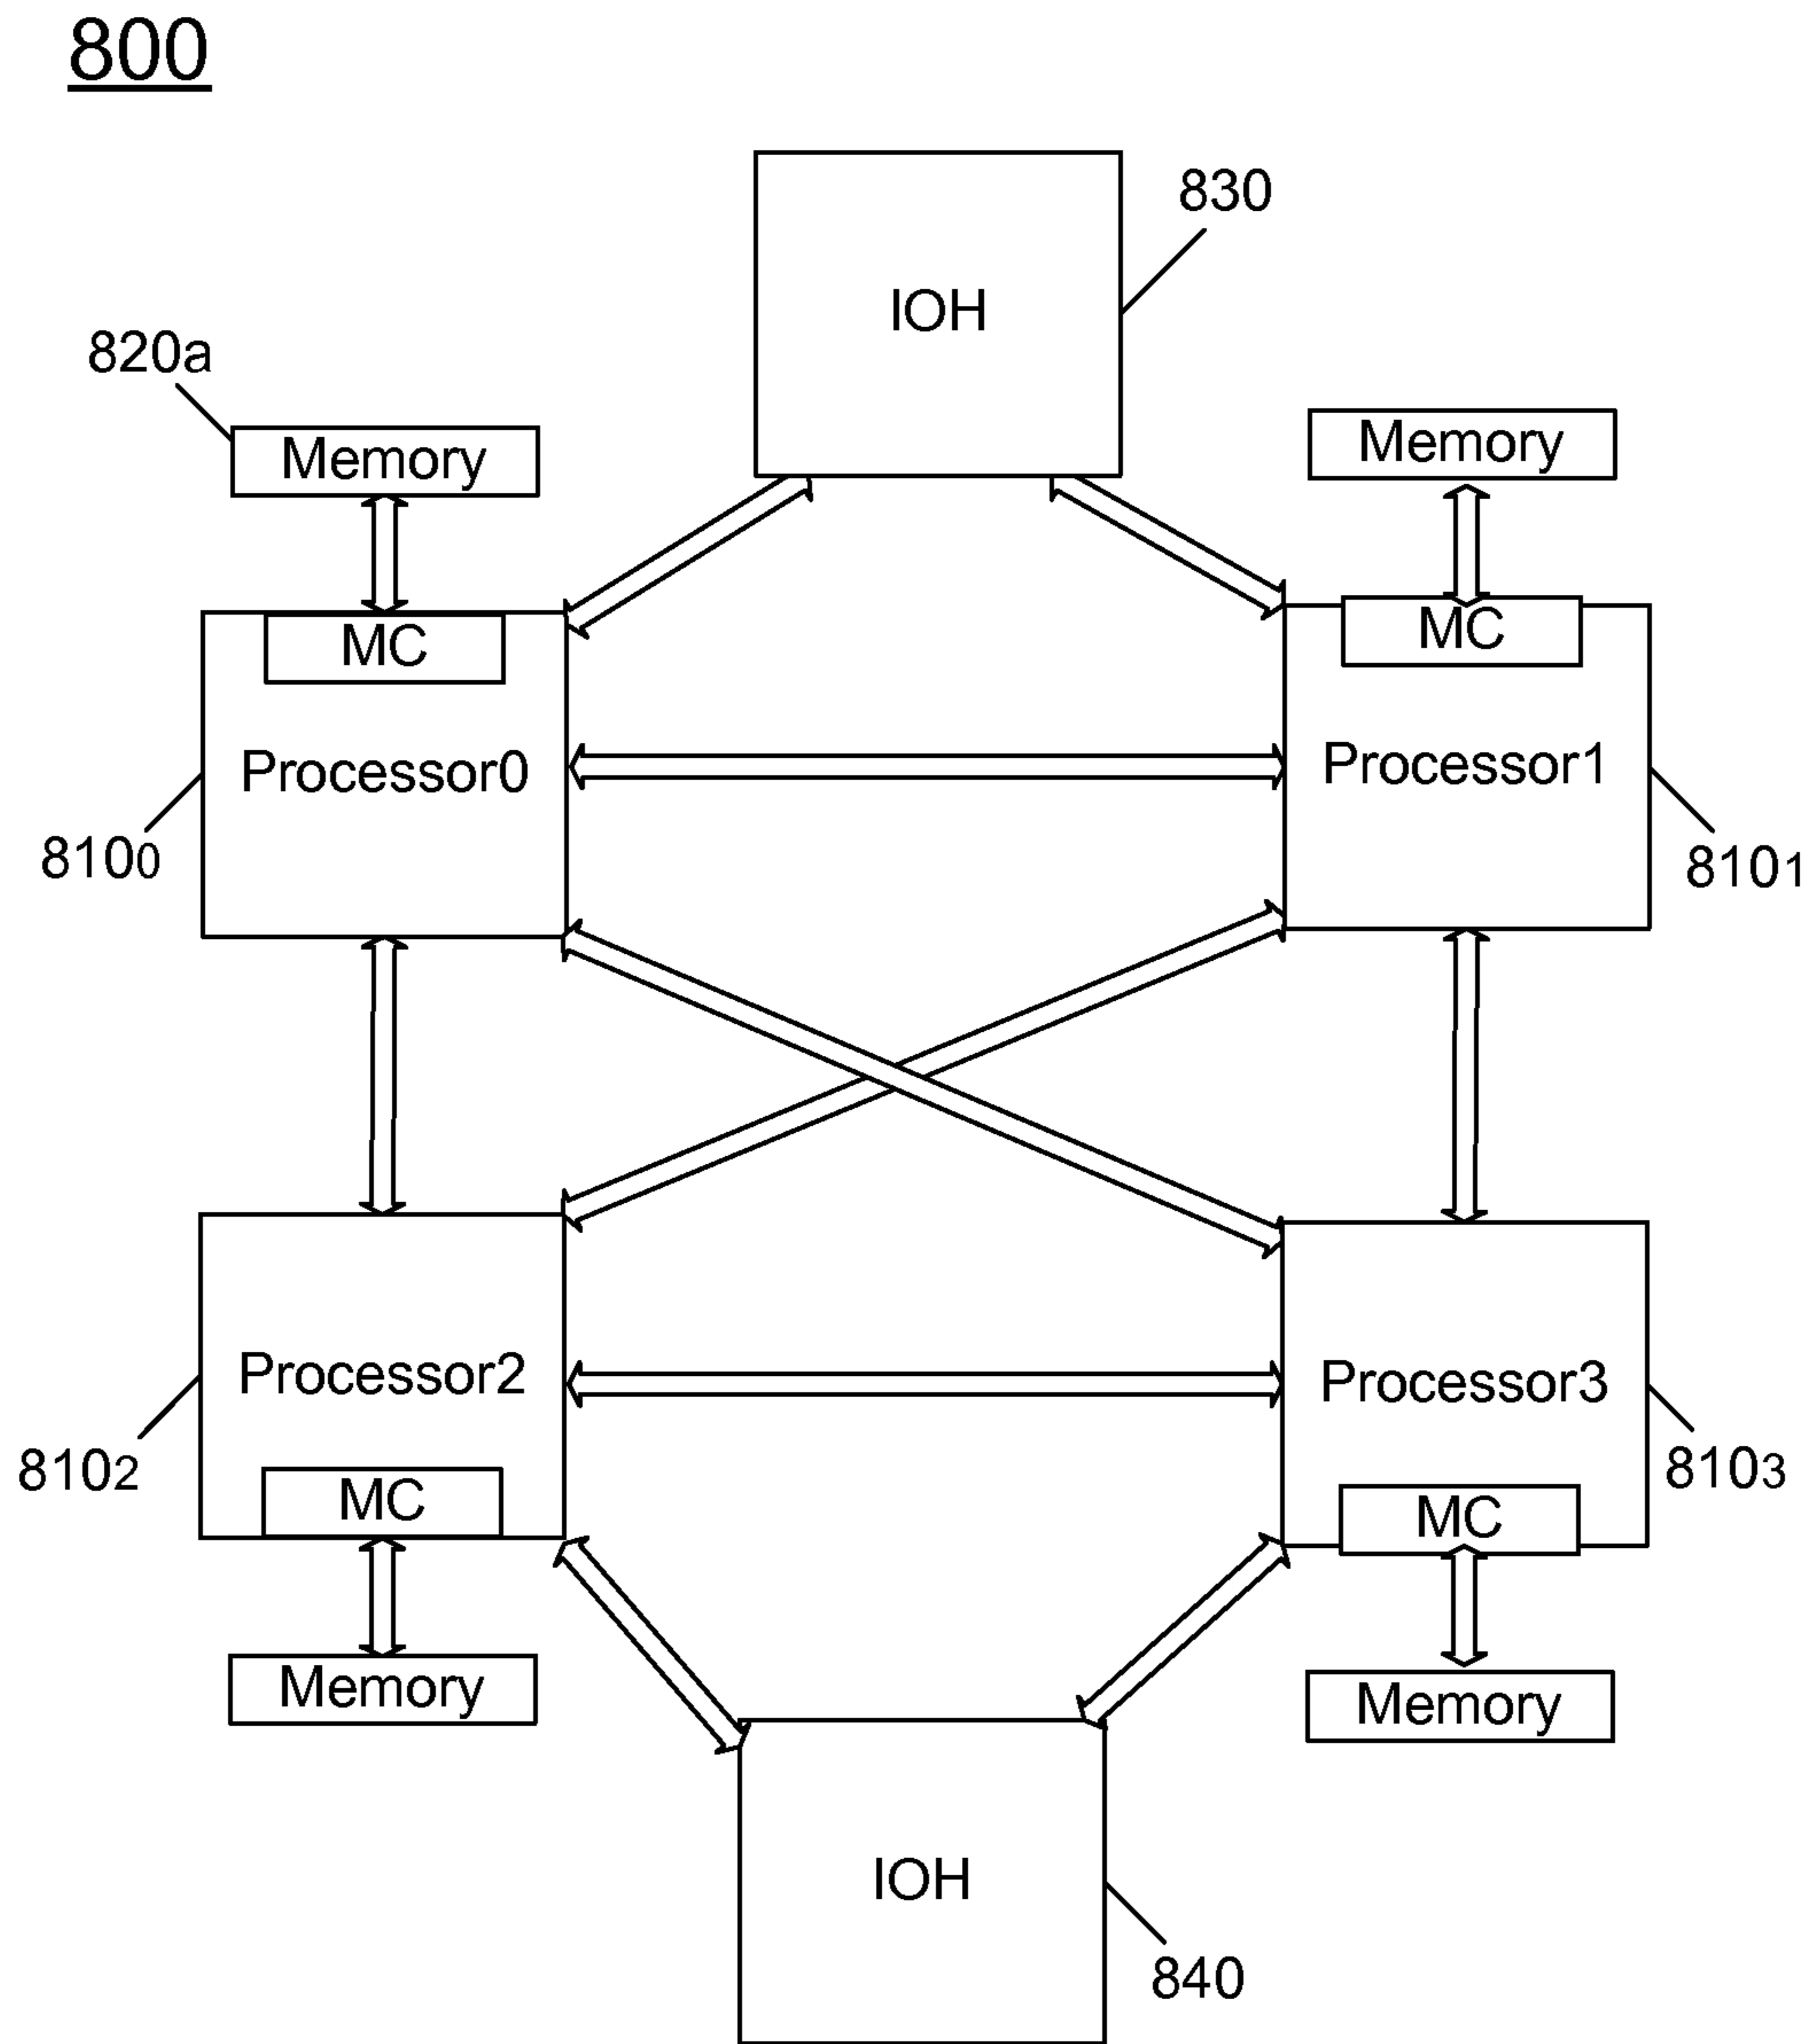 800
830
IOH
820a
Memory
Memory
MC
MC
Processor0
Processor1
810₀
810₁
Processor2
Processor3
810₂
810₃
MC
MC
Memory
Memory
IOH
840